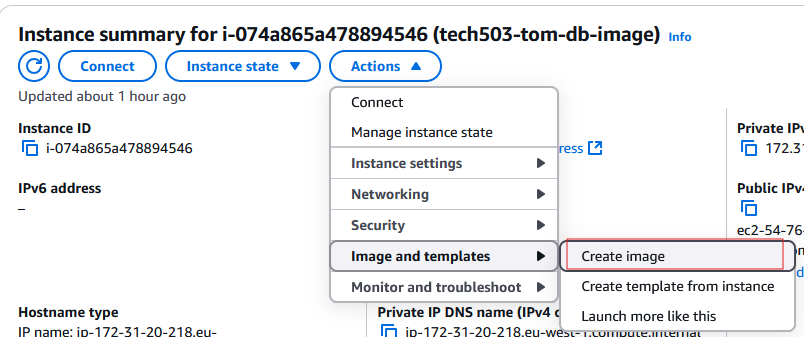 Instance summary for i-074a865a478894546 (tech503-tom-db-image) Info
Connect
Instance state
Actions
Updated about 1 hour ago
Connect
Manage instance state
Instance settings
Networking
Security
Image and templates
Monitor and troubleshoot
Create image
Create template from instance
Launch more like this
Instance ID
i-074a865a478894546
ress
Private IPv
172.31
IPv6 address
–
Public IPv4
ec2-54-76-
on
d
Hostname type
IP name: ip-172-31-20-218.eu-
Private IP DNS name (IPv4 o
ip-172-31-20-218.eu-west-1.compute.internal